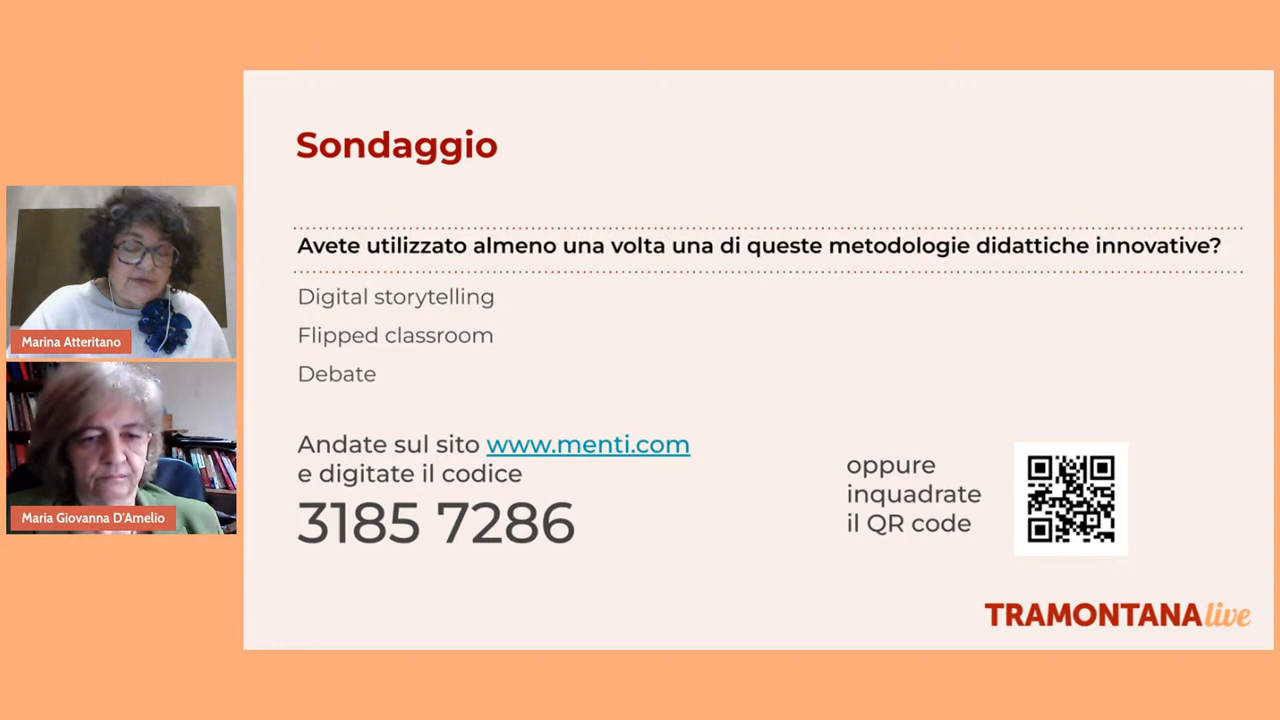 Sondaggio
Avete utilizzato almeno una volta una di queste metodologie didattiche innovative?
Digital storytelling
Flipped classroom
Debate
Andate sul sito www.menti.com
e digitate il codice
3185 7286
oppure
inquadrate
il QR code
TRAMONTANA live
Marina Atteritano
Maria Giovanna D'Amelio